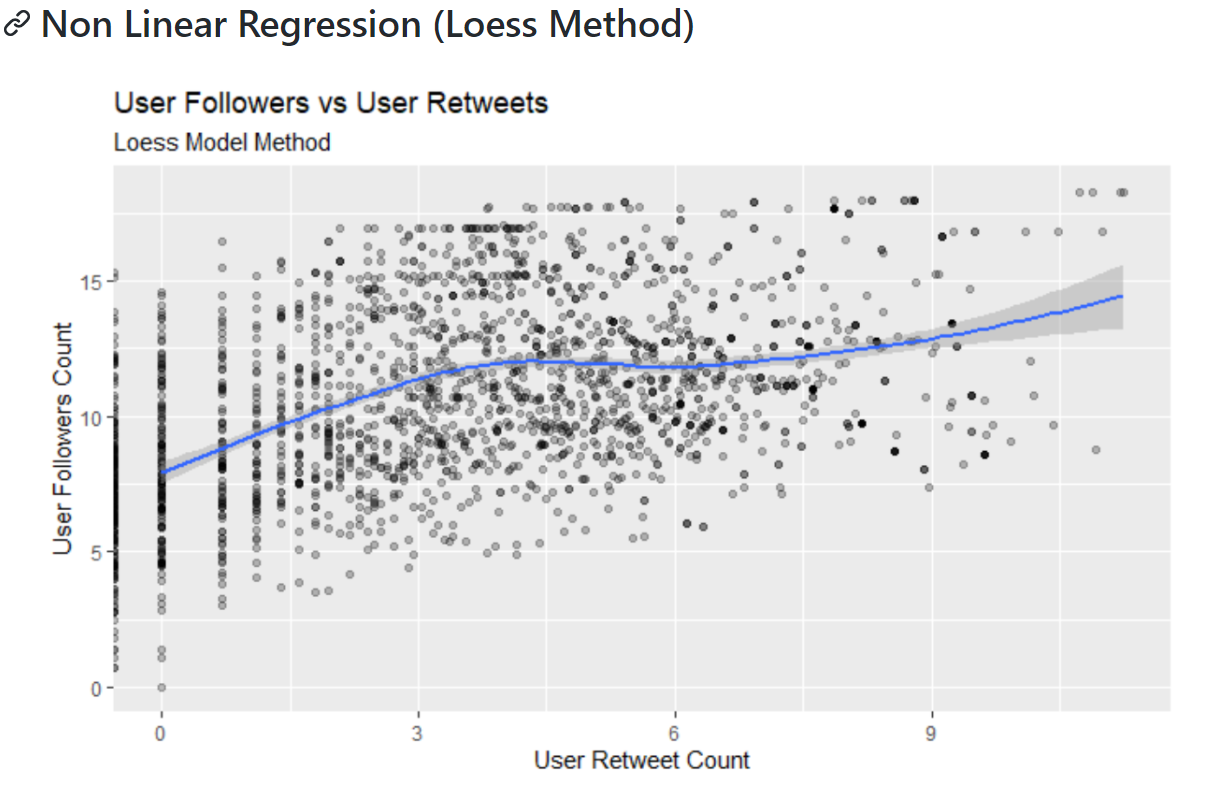 Non Linear Regression (Loess Method)
User Followers vs User Retweets
Loess Model Method
User Followers Count
15
10
5
0
0 3 6 9
User Retweet Count